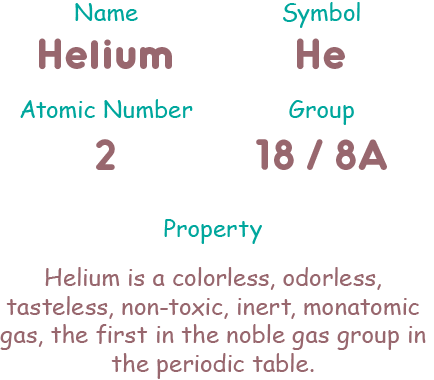 Name Symbol
Helium He
Atomic Number Group
2 18 / 8A
Property
Helium is a colorless, odorless,
tasteless, non-toxic, inert, monatomic
gas, the first in the noble gas group in
the periodic table.